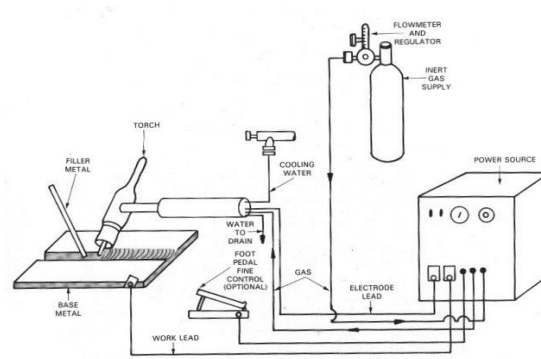 FLOWMETER
AND
REGULATOR
INERT
GAS
SUPPLY
TORCH
FILLER
METAL
COOLING
WATER
POWER SOURCE
WATER
TO
DRAIN
FOOT
PEDAL
FINE
CONTROL
(OPTIONAL)
GAS
ELECTRODE
LEAD
BASE
METAL
WORK LEAD